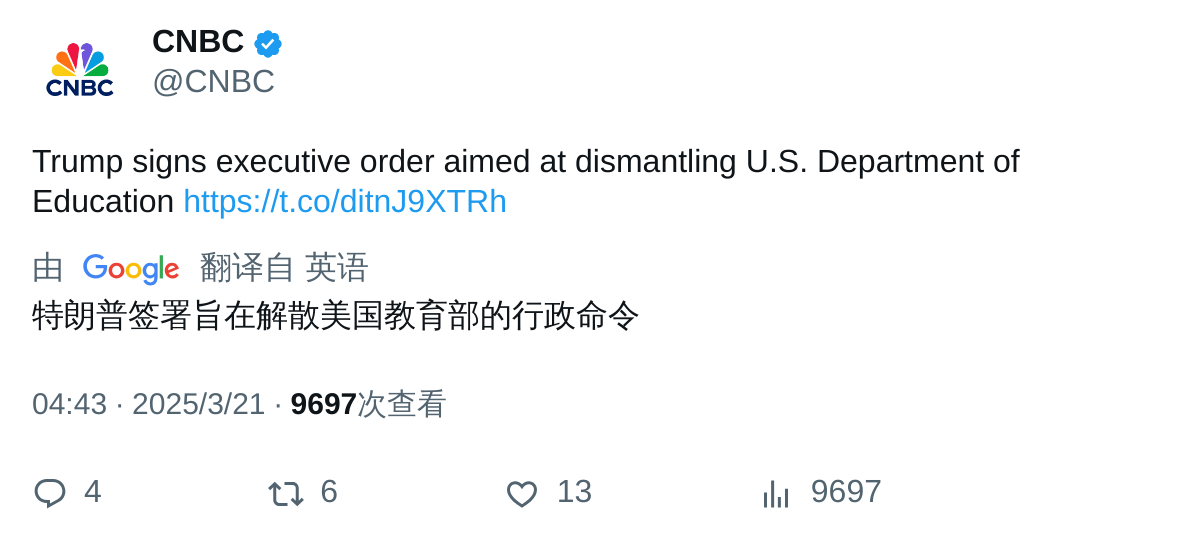 CNBC
CNBC
@CNBC
Trump signs executive order aimed at dismantling U.S. Department of
Education https://t.co/ditnJ9XTRh
由 Google 翻译自 英语
特朗普签署旨在解散美国教育部的行政命令
04:43 · 2025/3/21 · 9697次查看
4 6 13 9697